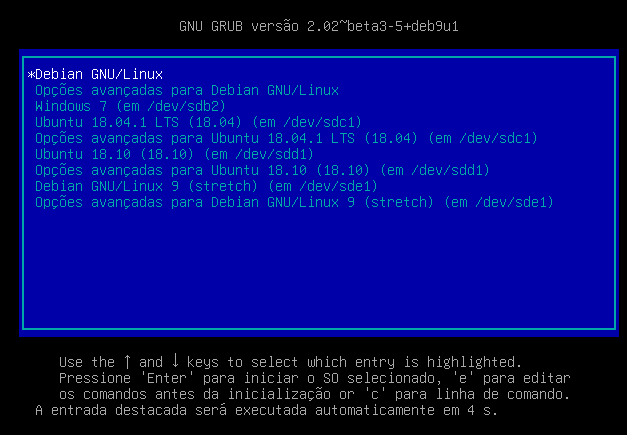 GNU GRUB versão 2.02~beta3-5+deb9u1
*Debian GNU/Linux
Opções avançadas para Debian GNU/Linux
Windows 7 (em /dev/sdb2)
Ubuntu 18.04.1 LTS (18.04) (em /dev/sdc1)
Opções avançadas para Ubuntu 18.04.1 LTS (18.04) (em /dev/sdc1)
Ubuntu 18.10 (18.10) (em /dev/sdd1)
Opções avançadas para Ubuntu 18.10 (18.10) (em /dev/sdd1)
Debian GNU/Linux 9 (stretch) (em /dev/sde1)
Opções avançadas para Debian GNU/Linux 9 (stretch) (em /dev/sde1)
Use the ↑ and ↓ keys to select which entry is highlighted.
Pressione 'Enter' para iniciar o SO selecionado, 'e' para editar
os comandos antes da inicialização or 'c' para linha de comando.
A entrada destacada será executada automaticamente em 4 s.